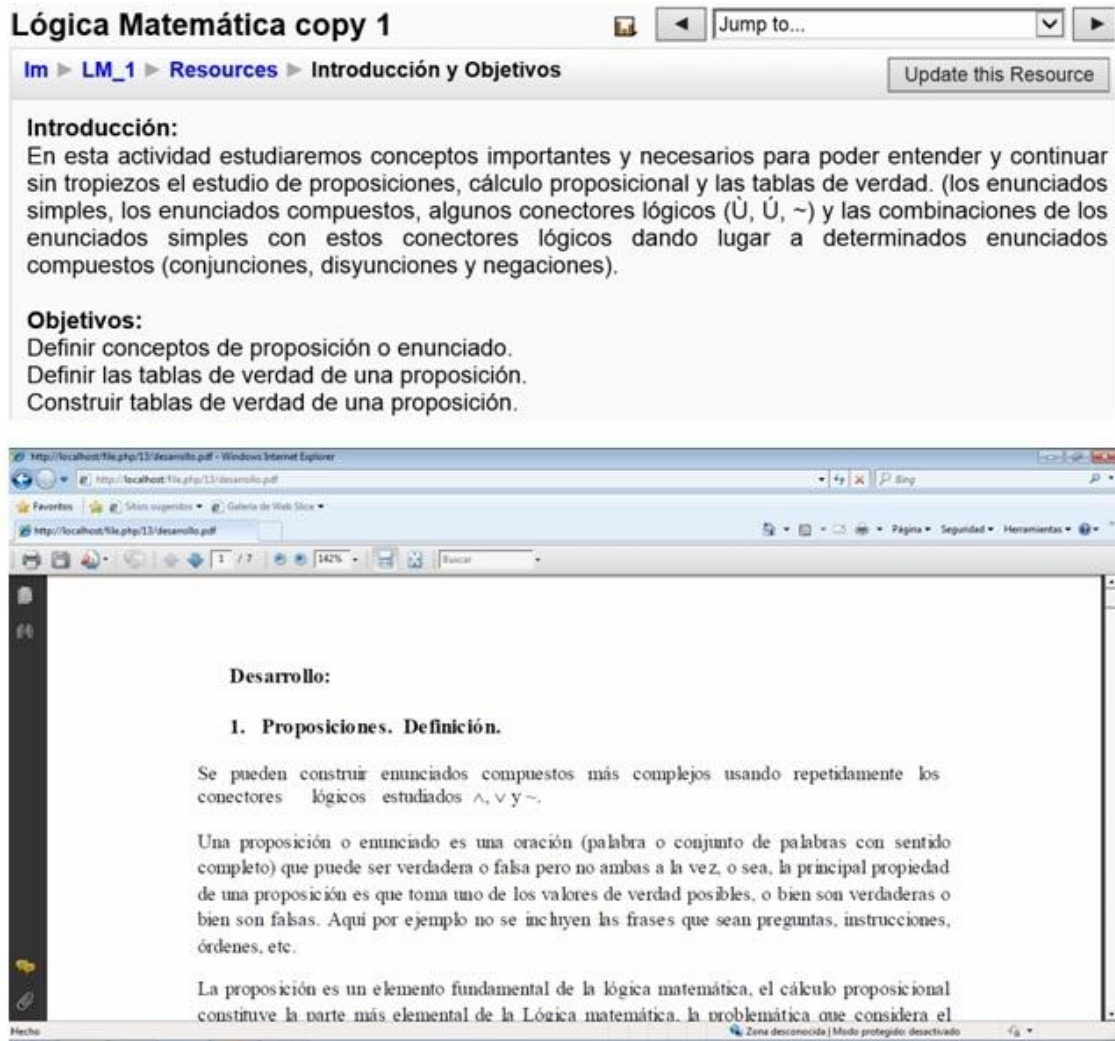 Lógica Matemática copy 1
Jump to...
lm ► LM_1 ► Resources ► Introducción y Objetivos
Update this Resource
Introducción:
En esta actividad estudiaremos conceptos importantes y necesarios para poder entender y continuar
sin tropiezos el estudio de proposiciones, cálculo proposicional y las tablas de verdad. (los enunciados
simples, los enunciados compuestos, algunos conectores lógicos (Ù, Ú, ~) y las combinaciones de los
enunciados simples con estos conectores lógicos dando lugar a determinados enunciados
compuestos (conjunciones, disyunciones y negaciones).
Objetivos:
Definir conceptos de proposición o enunciado.
Definir las tablas de verdad de una proposición.
Construir tablas de verdad de una proposición.
http://localhost/file.php/13/desarrollo.pdf - Windows Internet Explorer
http://localhost/file.php/13/desarrollo.pdf
Bing
Favoritos Sitios sugeridos Galería de Web Slice
http://localhost/file.php/13/desarrollo.pdf
Página Seguridad Herramientas
1 / 7 142% Buscar
Desarrollo:
1. Proposiciones. Definición.
Se pueden construir enunciados compuestos más complejos usando repetidamente los
conectores lógicos estudiados ∧, ∨ y ~.
Una proposición o enunciado es una oración (palabra o conjunto de palabras con sentido
completo) que puede ser verdadera o falsa pero no ambas a la vez, o sea, la principal propiedad
de una proposición es que toma uno de los valores de verdad posibles, o bien son verdaderas o
bien son falsas. Aquí por ejemplo no se incluyen las frases que sean preguntas, instrucciones,
órdenes, etc.
La proposición es un elemento fundamental de la lógica matemática, el cálculo proposicional
constituye la parte más elemental de la Lógica matemática, la problemática que considera el
Hecho
Zona desconocida | Modo protegido: desactivado